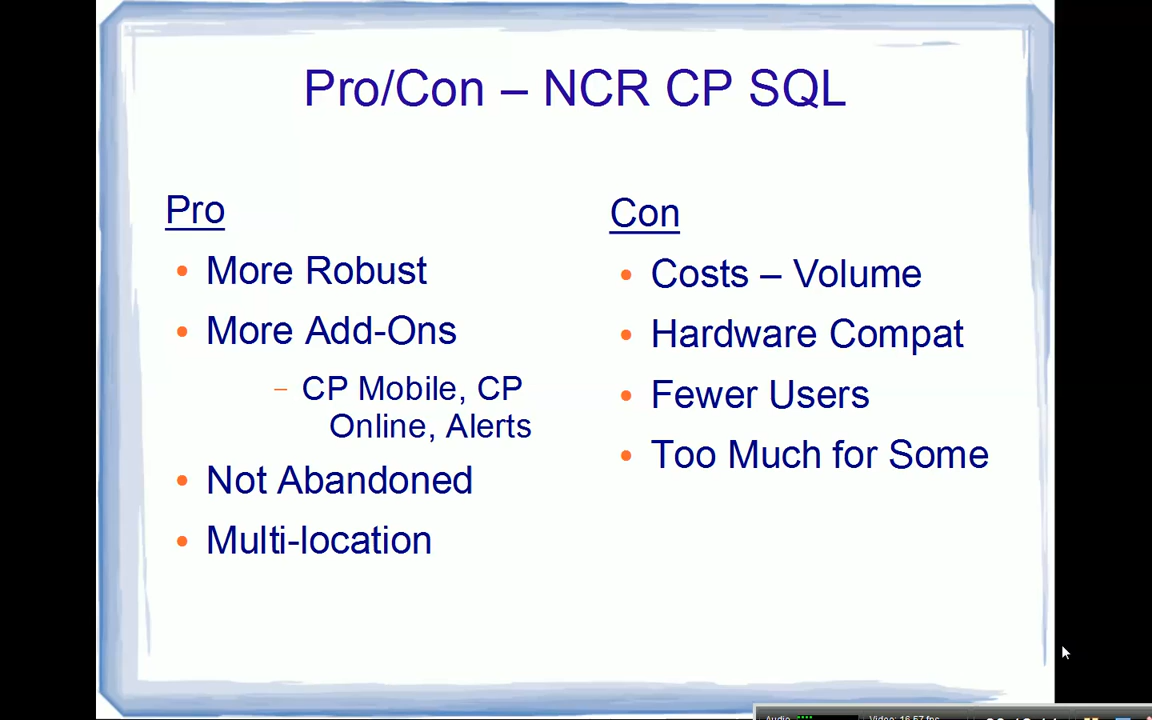 Pro/Con – NCR CP SQL
Pro
• More Robust
• More Add-Ons
– CP Mobile, CP
Online, Alerts
• Not Abandoned
• Multi-location
Con
• Costs – Volume
• Hardware Compat
• Fewer Users
• Too Much for Some
Audio